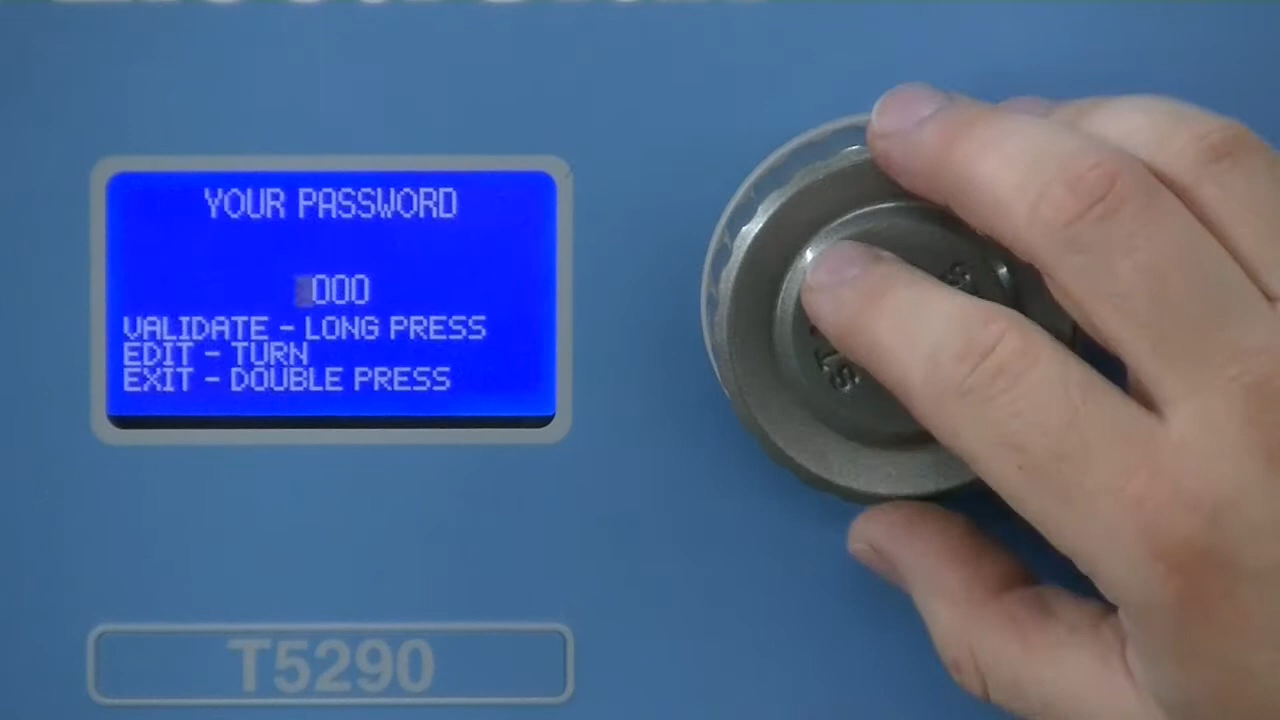 YOUR PASSWORD
000
VALIDATE - LONG PRESS
EDIT - TURN
EXIT - DOUBLE PRESS
T5290